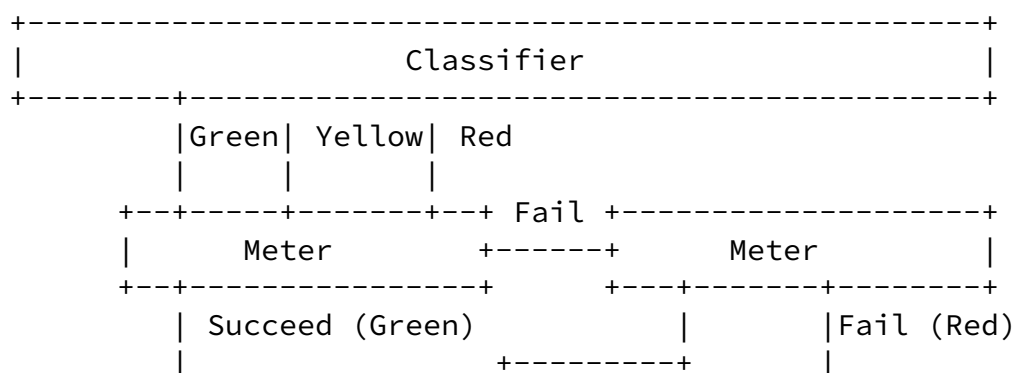 +-----------------------------------------------------+
|                     Classifier                      |
+--------+--------------------------------------------+
         |Green| Yellow| Red
         |     |       |
      +--+-----+-------+--+ Fail +--------------------+
      |      Meter        +------+      Meter         |
      +--+----------------+      +---+-------+--------+
         | Succeed (Green)           |       |Fail (Red)
         |                 +---------+       |